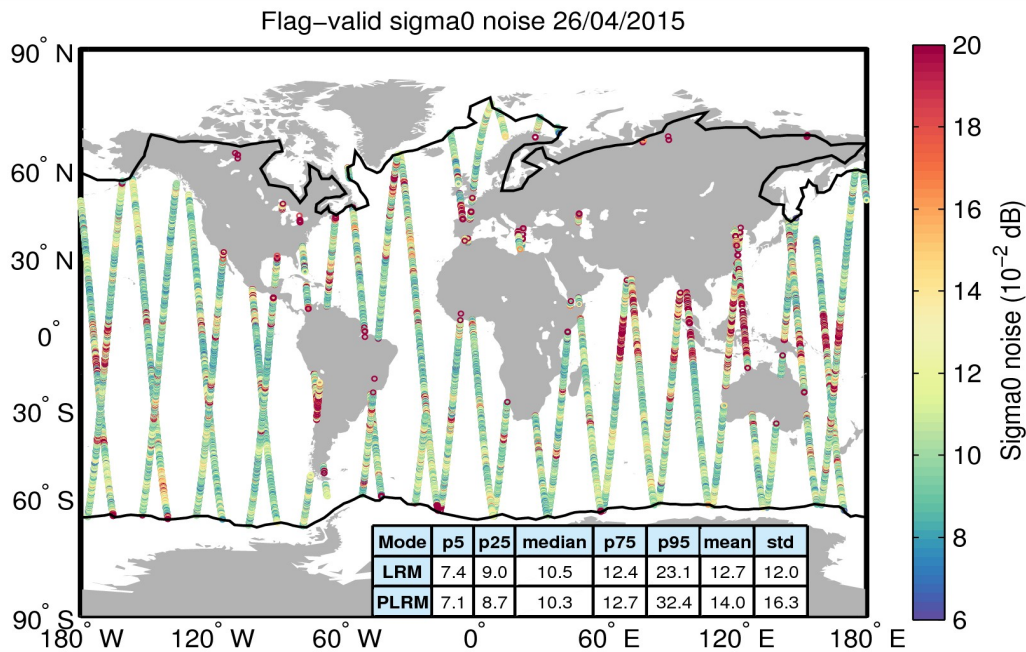 Flag−valid sigma0 noise 26/04/2015
90° N
60° N
30° N
0°
30° S
60° S
90° S
180° W
120° W
60° W
0°
60° E
120° E
180° E
Mode p5 p25 median p75 p95 mean std
LRM 7.4 9.0 10.5 12.4 23.1 12.7 12.0
PLRM 7.1 8.7 10.3 12.7 32.4 14.0 16.3
20
18
16
14
12
10
8
6
Sigma0 noise (10⁻² dB)